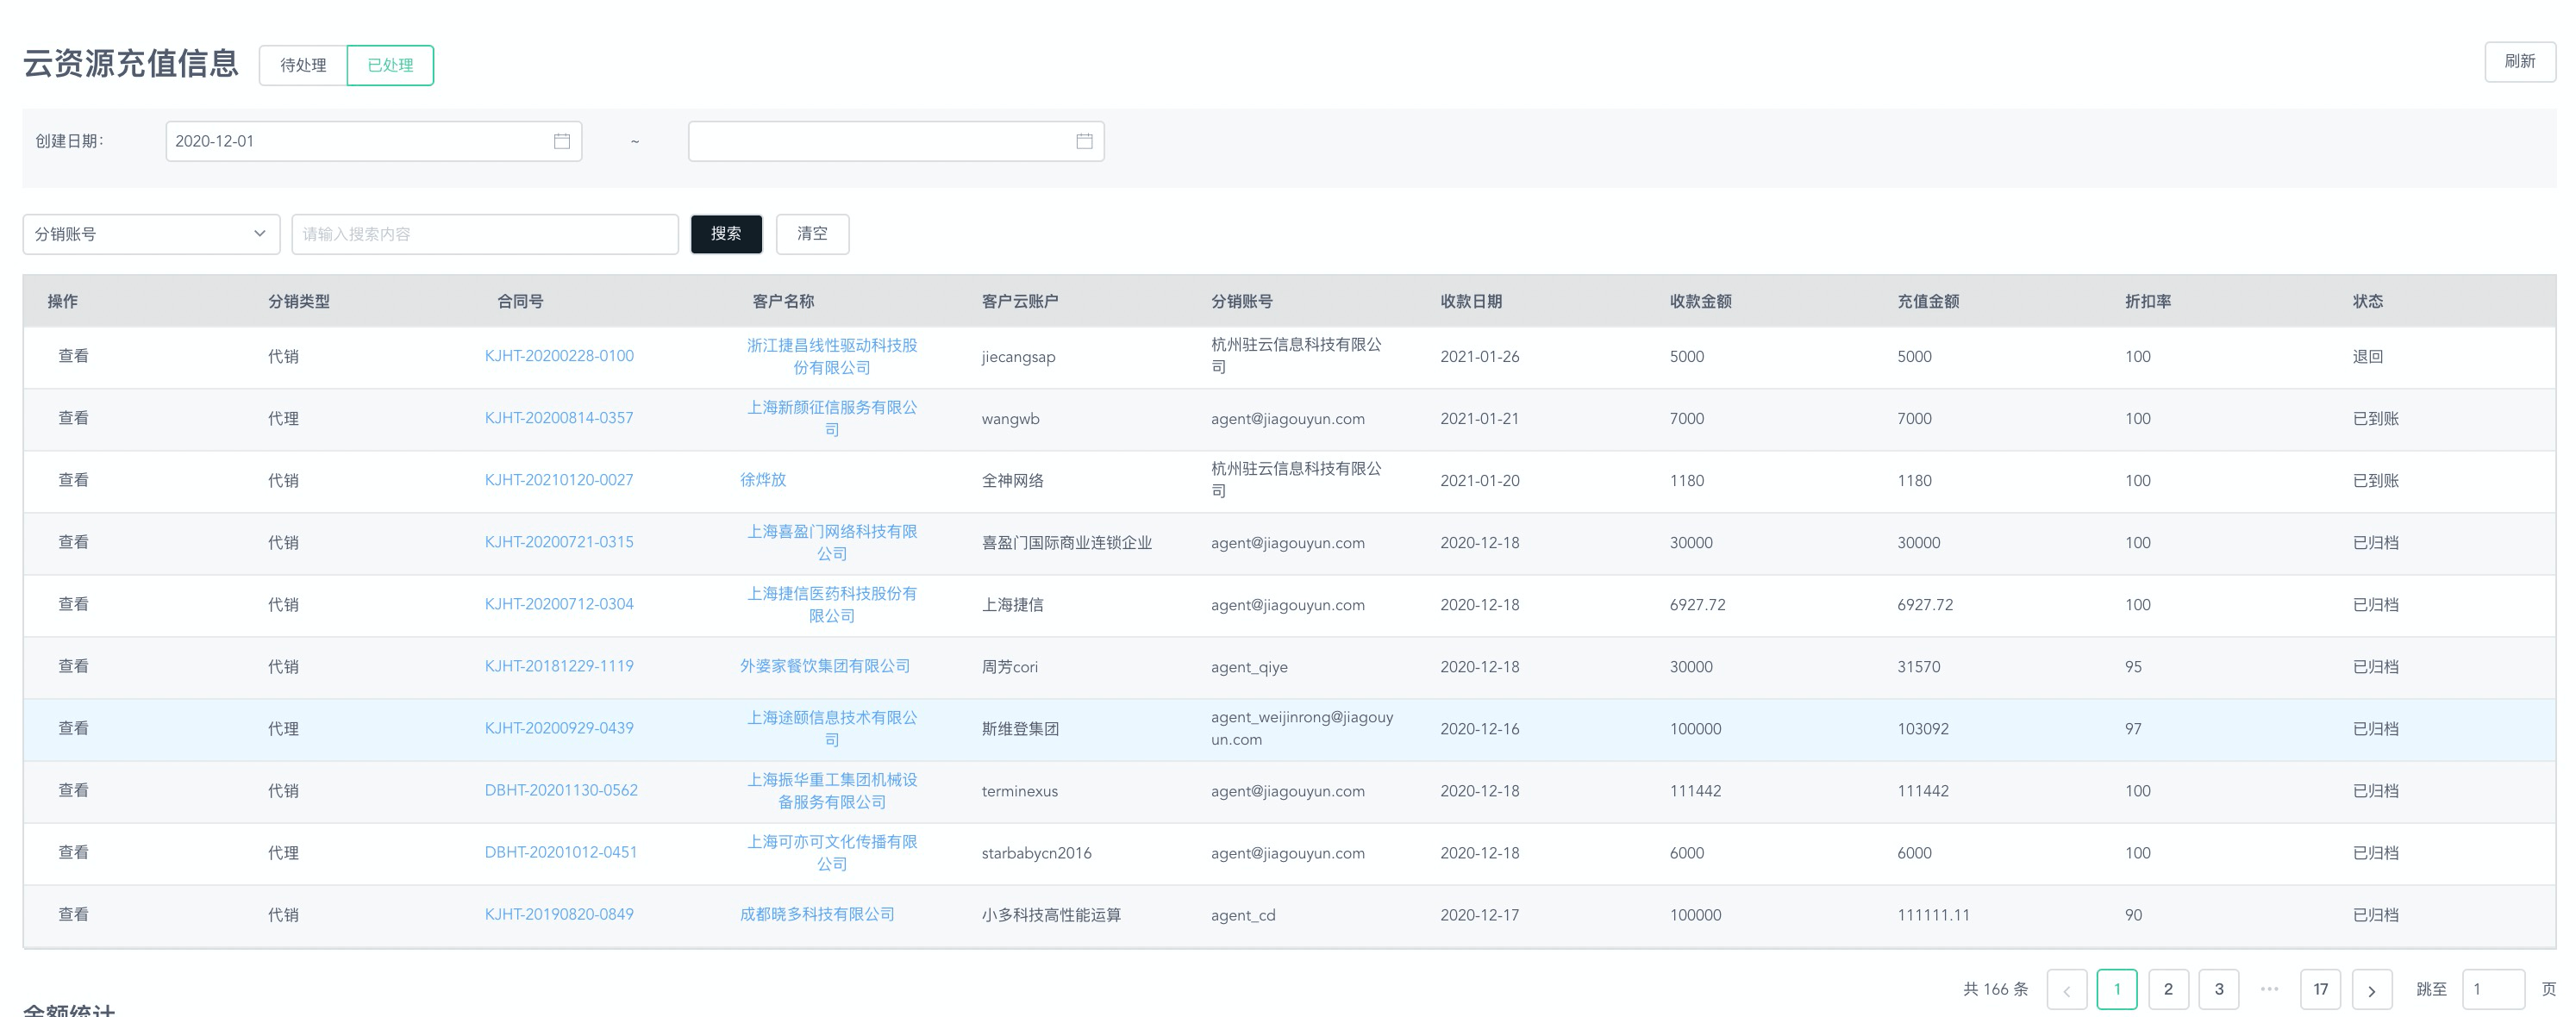 云资源充值信息 待处理 已处理 刷新
创建日期： 2020-12-01 ~
分销账号 请输入搜索内容 搜索 清空
操作 分销类型 合同号 客户名称 客户云账户 分销账号 收款日期 收款金额 充值金额 折扣率 状态
查看 代销 KJHT-20200228-0100 浙江捷昌线性驱动科技股 jiecangsap 杭州驻云信息科技有限公 2021-01-26 5000 5000 100 退回
份有限公司 司
查看 代理 KJHT-20200814-0357 上海新颜征信服务有限公 wangwb agent@jiagouyun.com 2021-01-21 7000 7000 100 已到账
司
查看 代销 KJHT-20210120-0027 徐烨放 全神网络 杭州驻云信息科技有限公 2021-01-20 1180 1180 100 已到账
司
查看 代销 KJHT-20200721-0315 上海喜盈门网络科技有限 喜盈门国际商业连锁企业 agent@jiagouyun.com 2020-12-18 30000 30000 100 已归档
公司
查看 代销 KJHT-20200712-0304 上海捷信医药科技股份有 上海捷信 agent@jiagouyun.com 2020-12-18 6927.72 6927.72 100 已归档
限公司
查看 代销 KJHT-20181229-1119 外婆家餐饮集团有限公司 周芳cori agent_qiye 2020-12-18 30000 31570 95 已归档
查看 代理 KJHT-20200929-0439 上海途颐信息技术有限公 斯维登集团 agent_weijinrong@jiagouy 2020-12-16 100000 103092 97 已归档
司 un.com
查看 代销 DBHT-20201130-0562 上海振华重工集团机械设 terminexus agent@jiagouyun.com 2020-12-18 111442 111442 100 已归档
备服务有限公司
查看 代理 DBHT-20201012-0451 上海可亦可文化传播有限 starbabycn2016 agent@jiagouyun.com 2020-12-18 6000 6000 100 已归档
公司
查看 代销 KJHT-20190820-0849 成都晓多科技有限公司 小多科技高性能运算 agent_cd 2020-12-17 100000 111111.11 90 已归档
共 166 条 < 1 2 3 ••• 17 > 跳至 1 页
金额统计